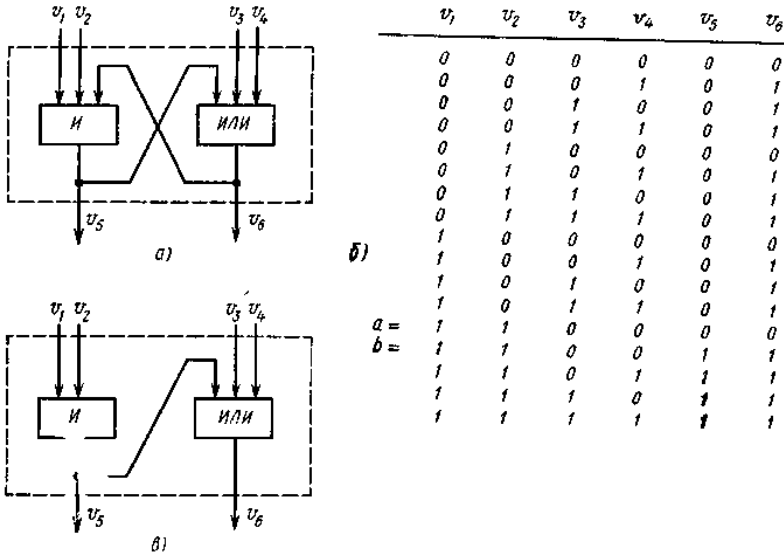 v₁ v₂ v₃ v₄
И ИЛИ
v₅ v₆
а)
v₁ v₂ v₃ v₄
И ИЛИ
v₅ v₆
в)
б)
v₁ v₂ v₃ v₄ v₅ v₆
0 0 0 0 0 0
0 0 0 1 0 1
0 0 1 0 0 1
0 0 1 1 0 1
0 1 0 0 0 0
0 1 0 1 0 1
0 1 1 0 0 1
0 1 1 1 0 1
1 0 0 0 0 0
1 0 0 1 0 1
1 0 1 0 0 1
1 0 1 1 0 1
a = 1 1 0 0 0 0
b = 1 1 0 0 1 1
1 1 0 1 1 1
1 1 1 0 1 1
1 1 1 1 1 1